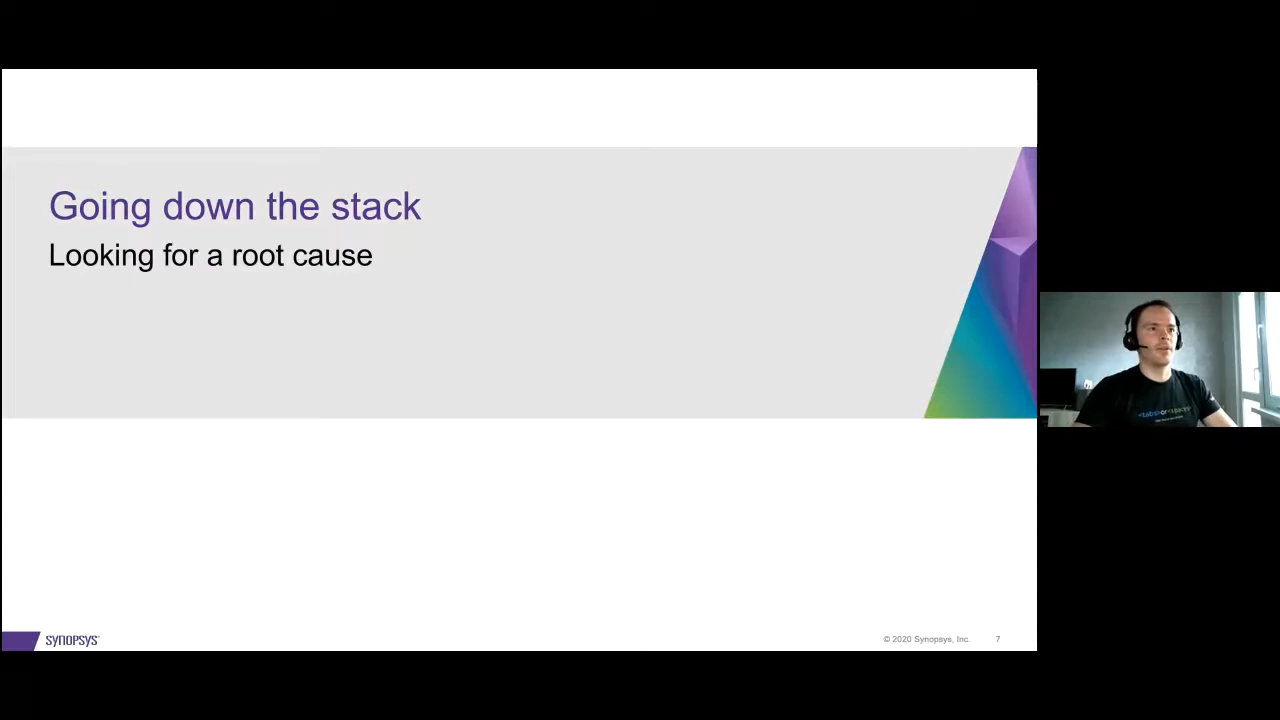 Going down the stack
Looking for a root cause
SYNOPSYS®
© 2020 Synopsys, Inc.
7